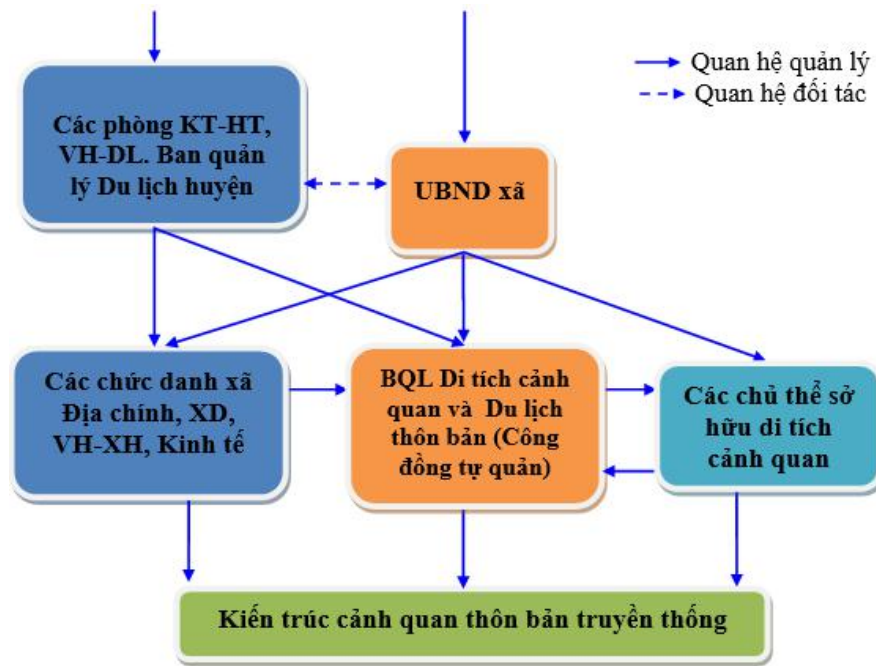 Quan hệ quản lý
Quan hệ đối tác
Các phòng KT-HT,
VH-DL. Ban quản
lý Du lịch huyện
UBND xã
Các chức danh xã
Địa chính, XD,
VH-XH, Kinh tế
BQL Di tích cảnh
quan và Du lịch
thôn bản (Công
đồng tự quản)
Các chủ thể sở
hữu di tích
cảnh quan
Kiến trúc cảnh quan thôn bản truyền thống